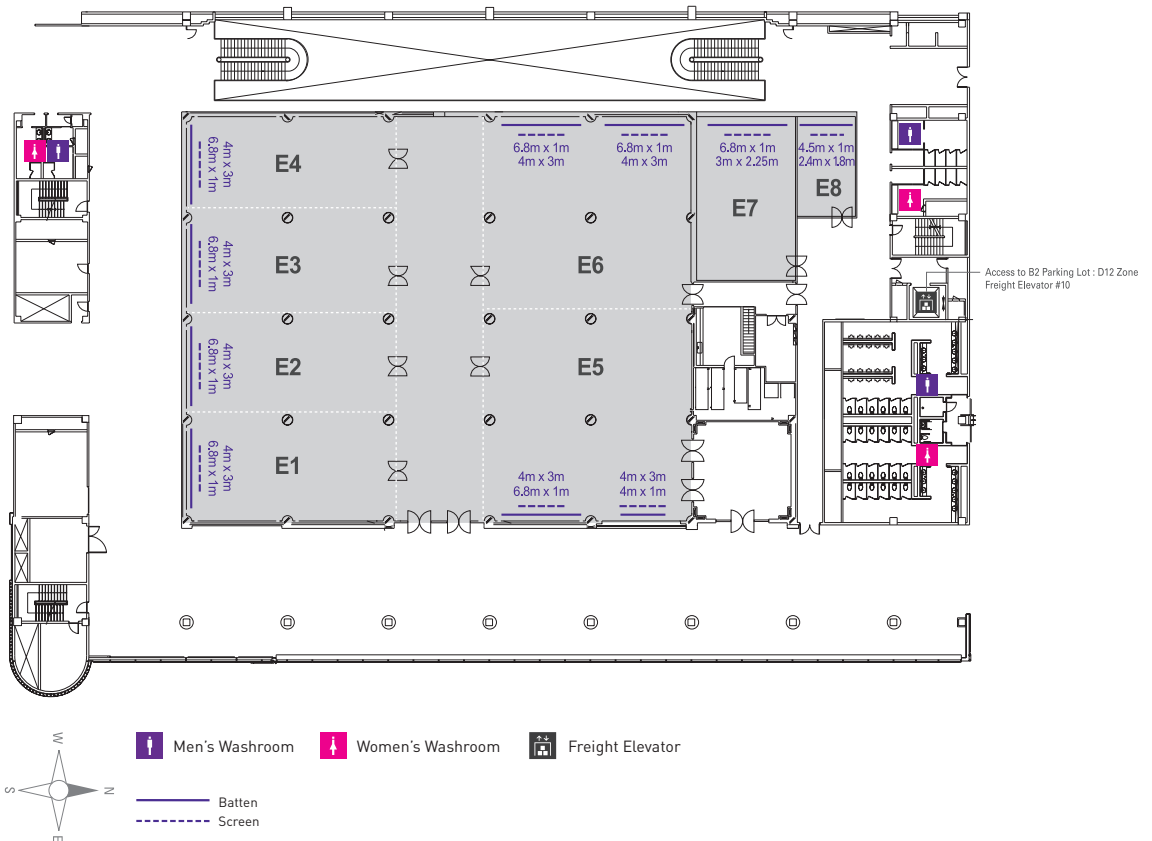 6.8m x 1m
4m x 3m
6.8m x 1m
4m x 3m
6.8m x 1m
3m x 2.25m
4.5m x 1m
2.4m x 1.8m
4m x 3m
6.8m x 1m
E4
E8
E7
4m x 3m
6.8m x 1m
E3
E6
Access to B2 Parking Lot : D12 Zone
Freight Elevator #10
4m x 3m
6.8m x 1m
E2
E5
4m x 3m
6.8m x 1m
E1
4m x 3m
6.8m x 1m
4m x 3m
4m x 1m
W
S
N
E
Men's Washroom
Women's Washroom
Freight Elevator
Batten
Screen